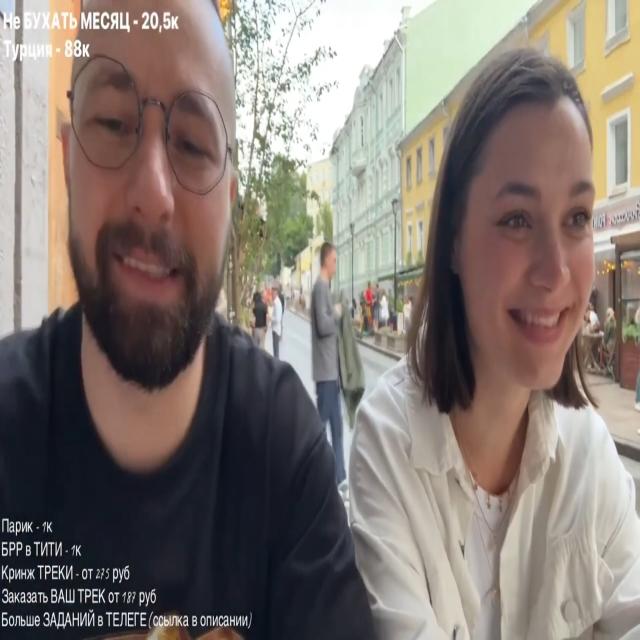 Не БУХАТЬ МЕСЯЦ - 20,5к
Турция - 88к
Парик - 1к
БРР в ТИТИ - 1к
Кринж ТРЕКИ - от 275 руб
Заказать ВАШ ТРЕК от 187 руб
Больше ЗАДАНИЙ в ТЕЛЕГЕ (ссылка в описании)